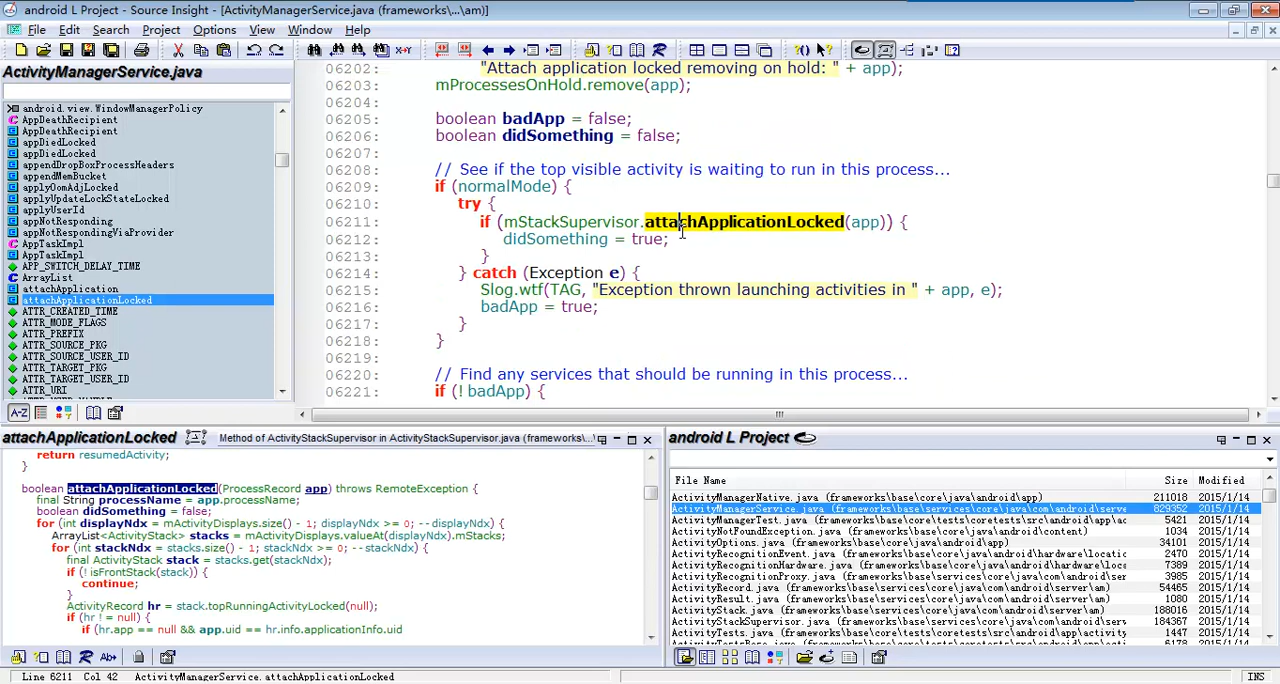 android L Project - Source Insight - [ActivityManagerService.java (frameworks\...\am)]
File Edit Search Project Options View Window Help
ActivityManagerService.java
android.view.WindowManagerPolicy
AppDeathRecipient
AppDeathRecipient
appDiedLocked
appDiedLocked
appendDropBoxProcessHeaders
appendMemBucket
applyOomAdjLocked
applyUpdateLockStateLocked
applyUserId
appNotResponding
appNotRespondingViaProvider
AppTaskImpl
AppTaskImpl
APP_SWITCH_DELAY_TIME
ArrayList
attachApplication
attachApplicationLocked
ATTR_CREATED_TIME
ATTR_MODE_FLAGS
ATTR_PREFIX
ATTR_SOURCE_PKG
ATTR_SOURCE_USER_ID
ATTR_TARGET_PKG
ATTR_TARGET_USER_ID
ATTR_URI
06202: "Attach application locked removing on hold: " + app);
06203: mProcessesOnHold.remove(app);
06204:
06205: boolean badApp = false;
06206: boolean didSomething = false;
06207:
06208: // See if the top visible activity is waiting to run in this process...
06209: if (normalMode) {
06210: try {
06211: if (mStackSupervisor.attachApplicationLocked(app)) {
06212: didSomething = true;
06213: }
06214: } catch (Exception e) {
06215: Slog.wtf(TAG, "Exception thrown launching activities in " + app, e);
06216: badApp = true;
06217: }
06218: }
06219:
06220: // Find any services that should be running in this process...
06221: if (! badApp) {
attachApplicationLocked Method of ActivityStackSupervisor in ActivityStackSupervisor.java (frameworks\...
return resumedActivity;
}
boolean attachApplicationLocked(ProcessRecord app) throws RemoteException {
final String processName = app.processName;
boolean didSomething = false;
for (int displayNdx = mActivityDisplays.size() - 1; displayNdx >= 0; --displayNdx) {
ArrayList<ActivityStack> stacks = mActivityDisplays.valueAt(displayNdx).mStacks;
for (int stackNdx = stacks.size() - 1; stackNdx >= 0; --stackNdx) {
final ActivityStack stack = stacks.get(stackNdx);
if (! isFrontStack(stack)) {
continue;
}
ActivityRecord hr = stack.topRunningActivityLocked(null);
if (hr != null) {
if (hr.app == null && app.uid == hr.info.applicationInfo.uid
android L Project
File Name Size Modified
ActivityManagerNative.java (frameworks\base\core\java\android\app) 211018 2015/1/14
ActivityManagerService.java (frameworks\base\services\core\java\com\android\serve 829352 2015/1/14
ActivityManagerTest.java (frameworks\base\core\tests\coretests\src\android\app\ac 5421 2015/1/14
ActivityNotFoundException.java (frameworks\base\core\java\android\content) 1034 2015/1/14
ActivityOptions.java (frameworks\base\core\java\android\app) 34101 2015/1/14
ActivityRecognitionEvent.java (frameworks\base\core\java\android\hardware\locatio 2470 2015/1/14
ActivityRecognitionHardware.java (frameworks\base\core\java\android\hardware\loca 7389 2015/1/14
ActivityRecognitionProxy.java (frameworks\base\services\core\java\com\android\ser 3985 2015/1/14
ActivityRecord.java (frameworks\base\services\core\java\com\android\server\am) 54465 2015/1/14
ActivityResult.java (frameworks\base\services\core\java\com\android\server\am) 1080 2015/1/14
ActivityStack.java (frameworks\base\services\core\java\com\android\server\am) 188016 2015/1/14
ActivityStackSupervisor.java (frameworks\base\services\core\java\com\android\serv 184367 2015/1/14
ActivityTests.java (frameworks\base\core\tests\coretests\src\android\app\activity 1447 2015/1/14
Line 6211 Col 42 ActivityManagerService.attachApplicationLocked INS